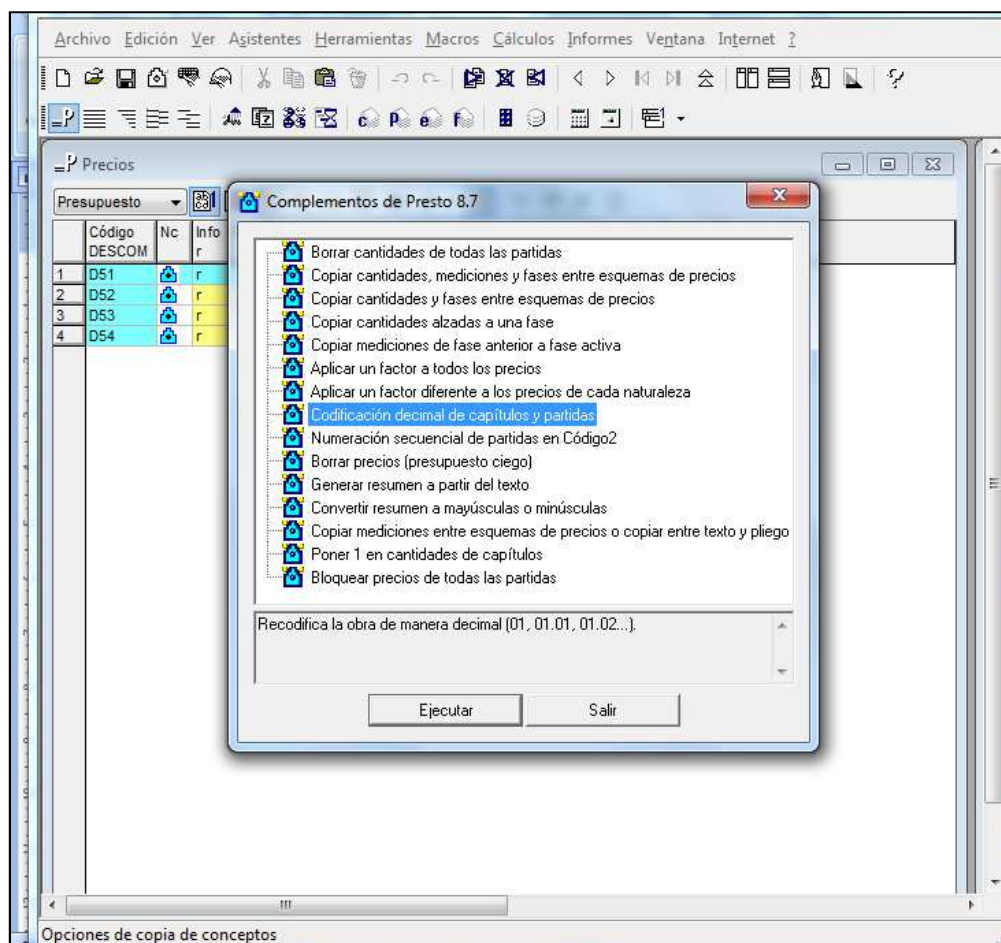 Archivo Edición Ver Asistentes Herramientas Macros Cálculos Informes Ventana Internet ?
Precios
Presupuesto
Código Nc Info
DESCOM r
1 D51 r
2 D52 r
3 D53 r
4 D54 r
Complementos de Presto 8.7
Borrar cantidades de todas las partidas
Copiar cantidades, mediciones y fases entre esquemas de precios
Copiar cantidades y fases entre esquemas de precios
Copiar cantidades alzadas a una fase
Copiar mediciones de fase anterior a fase activa
Aplicar un factor a todos los precios
Aplicar un factor diferente a los precios de cada naturaleza
Codificación decimal de capítulos y partidas
Numeración secuencial de partidas en Código2
Borrar precios (presupuesto ciego)
Generar resumen a partir del texto
Convertir resumen a mayúsculas o minúsculas
Copiar mediciones entre esquemas de precios o copiar entre texto y pliego
Poner 1 en cantidades de capítulos
Bloquear precios de todas las partidas
Recodifica la obra de manera decimal (01, 01.01, 01.02...).
Ejecutar Salir
Opciones de copia de conceptos